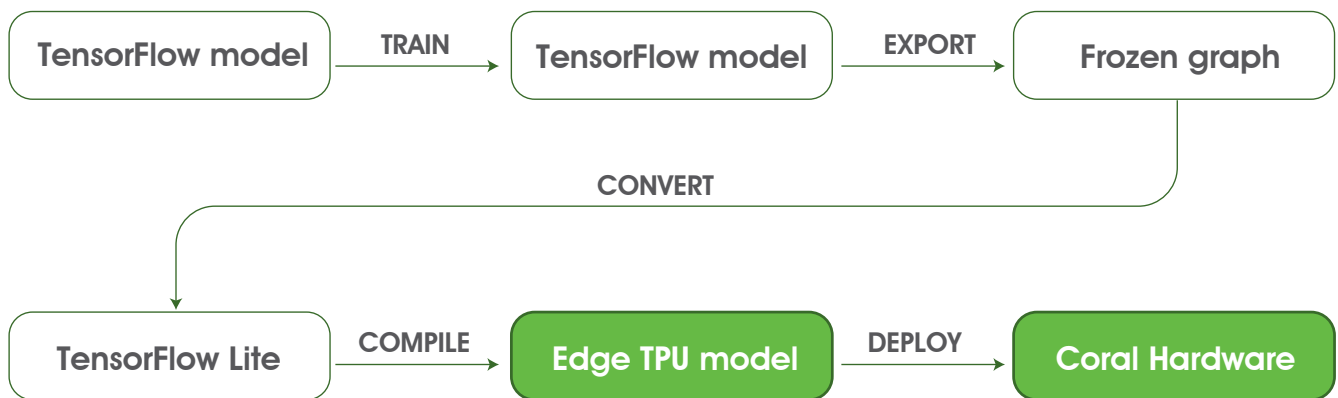 TensorFlow model
TRAIN
TensorFlow model
EXPORT
Frozen graph
CONVERT
TensorFlow Lite
COMPILE
Edge TPU model
DEPLOY
Coral Hardware